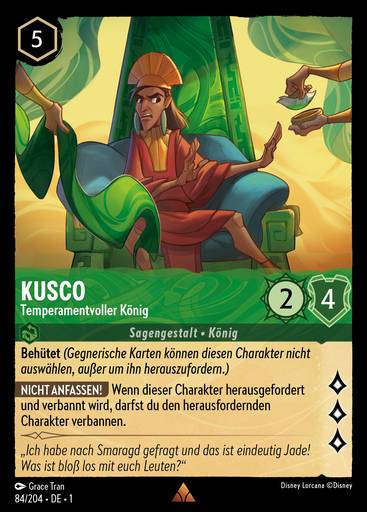 5
KUSCO
Temperamentvoller König
2
4
Sagengestalt • König
Behütet (Gegnerische Karten können diesen Charakter nicht
auswählen, außer um ihn herauszufordern.)
NICHT ANFASSEN! Wenn dieser Charakter herausgefordert
und verbannt wird, darfst du den herausfordernden
Charakter verbannen.
„Ich habe nach Smaragd gefragt und das ist eindeutig Jade!
Was ist bloß los mit euch Leuten?“
Grace Tran
Disney Lorcana ©Disney
84/204 • DE • 1